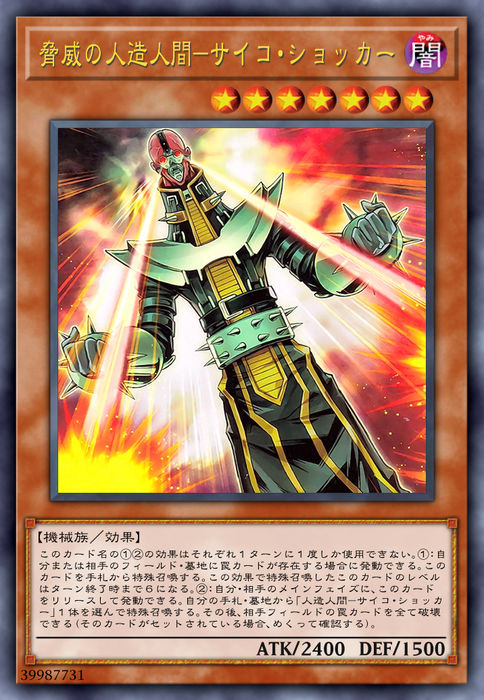 脅威の人造人間－サイコ・ショッカー
やみ
闇
【機械族／効果】
このカード名の①②の効果はそれぞれ１ターンに１度しか使用できない。①：自
分または相手のフィールド・墓地に罠カードが存在する場合に発動できる。この
カードを手札から特殊召喚する。この効果で特殊召喚したこのカードのレベル
はターン終了時まで６になる。②：自分・相手のメインフェイズに、このカード
をリリースして発動できる。自分の手札・墓地から「人造人間－サイコ・ショッカ
ー」１体を選んで特殊召喚する。その後、相手フィールドの罠カードを全て破壊
できる（そのカードがセットされている場合、めくって確認する）。
ATK/2400 DEF/1500
39987731